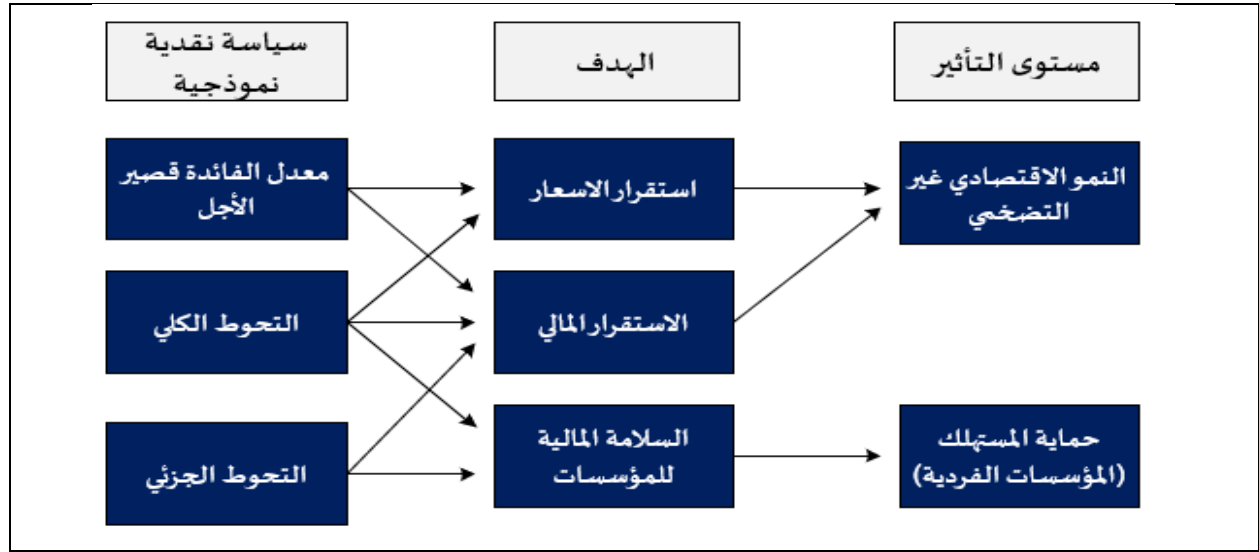 سياسة نقدية
نموذجية
الهدف
مستوى التأثير
معدل الفائدة قصير
الأجل
استقرار الاسعار
النمو الاقتصادي غير
التضخمي
التحوط الكلي
الاستقرار المالي
التحوط الجزئي
السلامة المالية
للمؤسسات
حماية المستهلك
(المؤسسات الفردية)